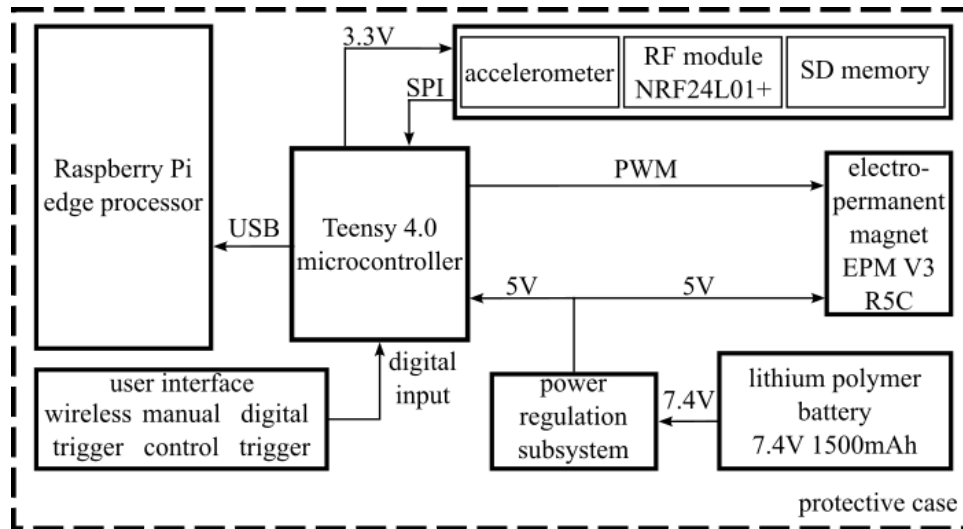 3.3V
accelerometer
RF module
NRF24L01+
SD memory
SPI
Raspberry Pi
edge processor
USB
Teensy 4.0
microcontroller
PWM
electro-
permanent
magnet
EPM V3
R5C
5V
5V
digital
input
user interface
wireless manual digital
trigger control trigger
power
regulation
subsystem
7.4V
lithium polymer
battery
7.4V 1500mAh
protective case